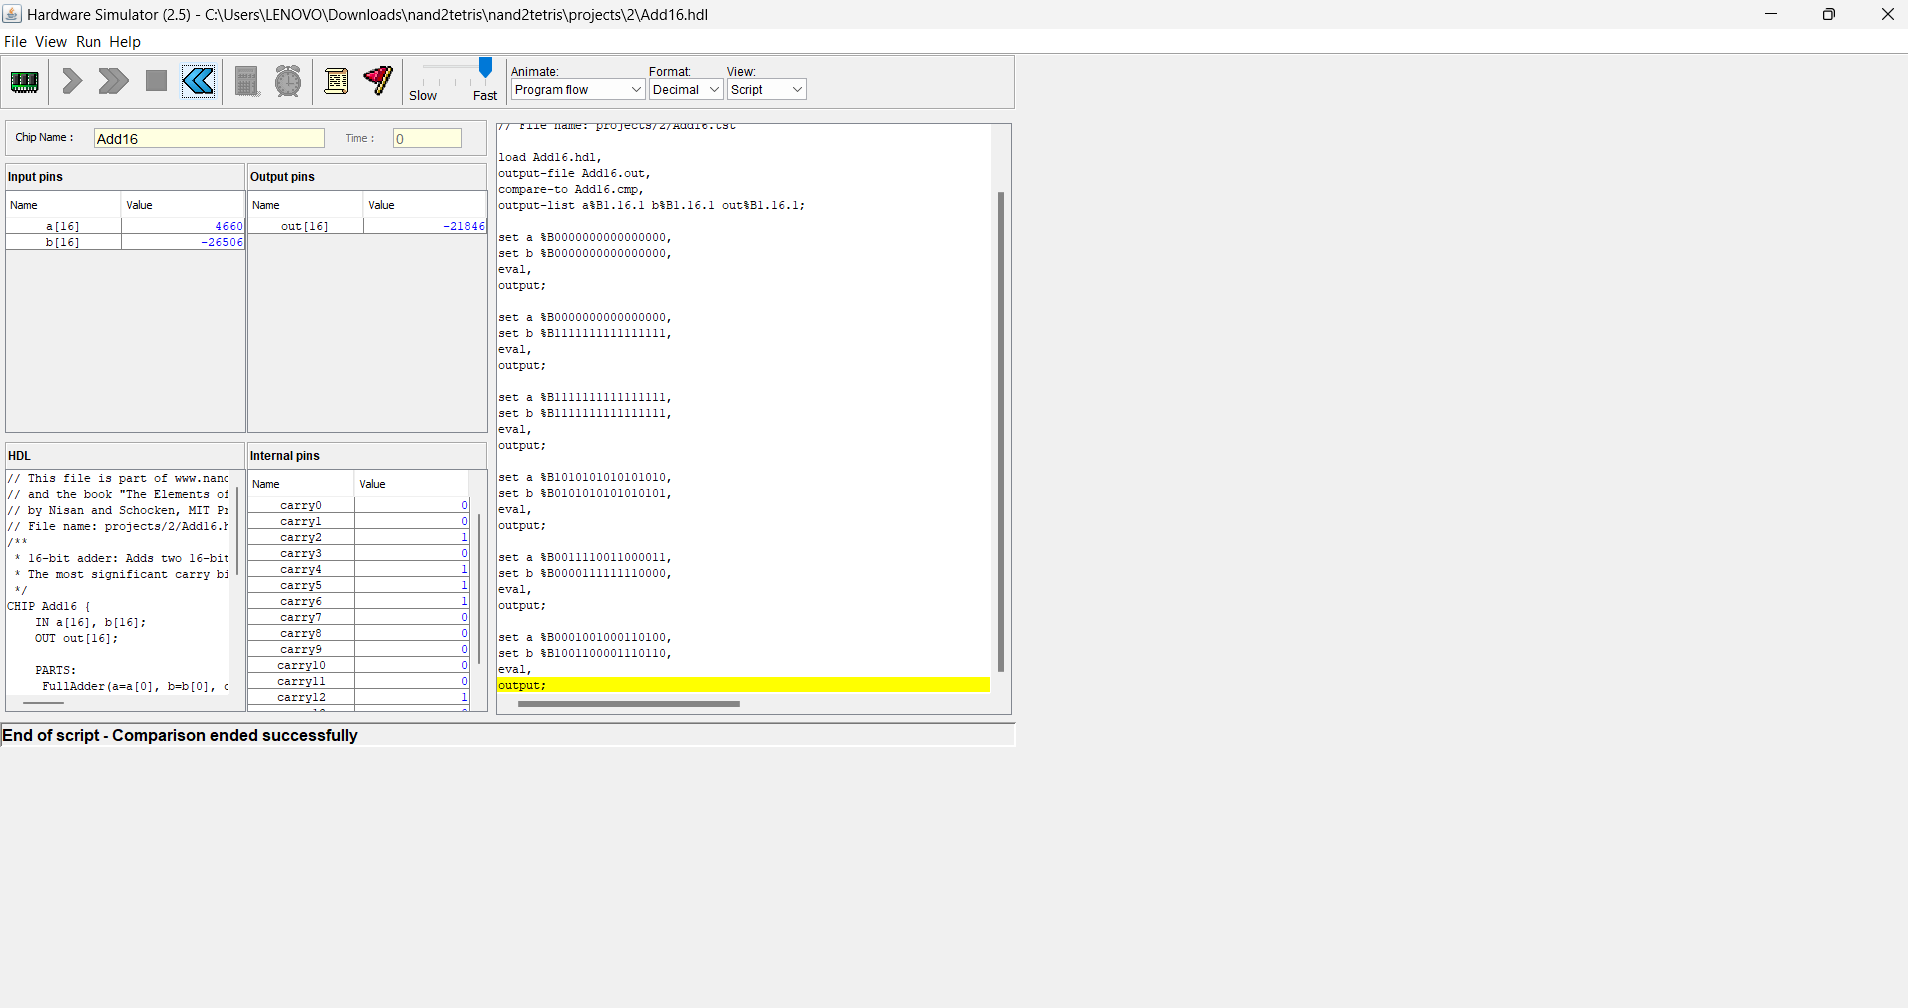 Hardware Simulator (2.5) - C:\Users\LENOVO\Downloads\nand2tetris\nand2tetris\projects\2\Add16.hdl
File View Run Help
Slow Fast
Animate: Format: View:
Program flow Decimal Script
Chip Name : Add16 Time : 0
Input pins
Name Value
a[16] 4660
b[16] -26506
Output pins
Name Value
out[16] -21846
HDL
// This file is part of www.nand
// and the book "The Elements of
// by Nisan and Schocken, MIT Pr
// File name: projects/2/Add16.h
/**
* 16-bit adder: Adds two 16-bit
* The most significant carry bi
*/
CHIP Add16 {
IN a[16], b[16];
OUT out[16];
PARTS:
FullAdder(a=a[0], b=b[0], c
Internal pins
Name Value
carry0 0
carry1 0
carry2 1
carry3 0
carry4 1
carry5 1
carry6 1
carry7 0
carry8 0
carry9 0
carry10 0
carry11 0
carry12 1
// File name: projects/2/Add16.tst
load Add16.hdl,
output-file Add16.out,
compare-to Add16.cmp,
output-list a%B1.16.1 b%B1.16.1 out%B1.16.1;
set a %B0000000000000000,
set b %B0000000000000000,
eval,
output;
set a %B0000000000000000,
set b %B1111111111111111,
eval,
output;
set a %B1111111111111111,
set b %B1111111111111111,
eval,
output;
set a %B1010101010101010,
set b %B0101010101010101,
eval,
output;
set a %B0011110011000011,
set b %B0000111111110000,
eval,
output;
set a %B0001001000110100,
set b %B1001100001110110,
eval,
output;
End of script - Comparison ended successfully